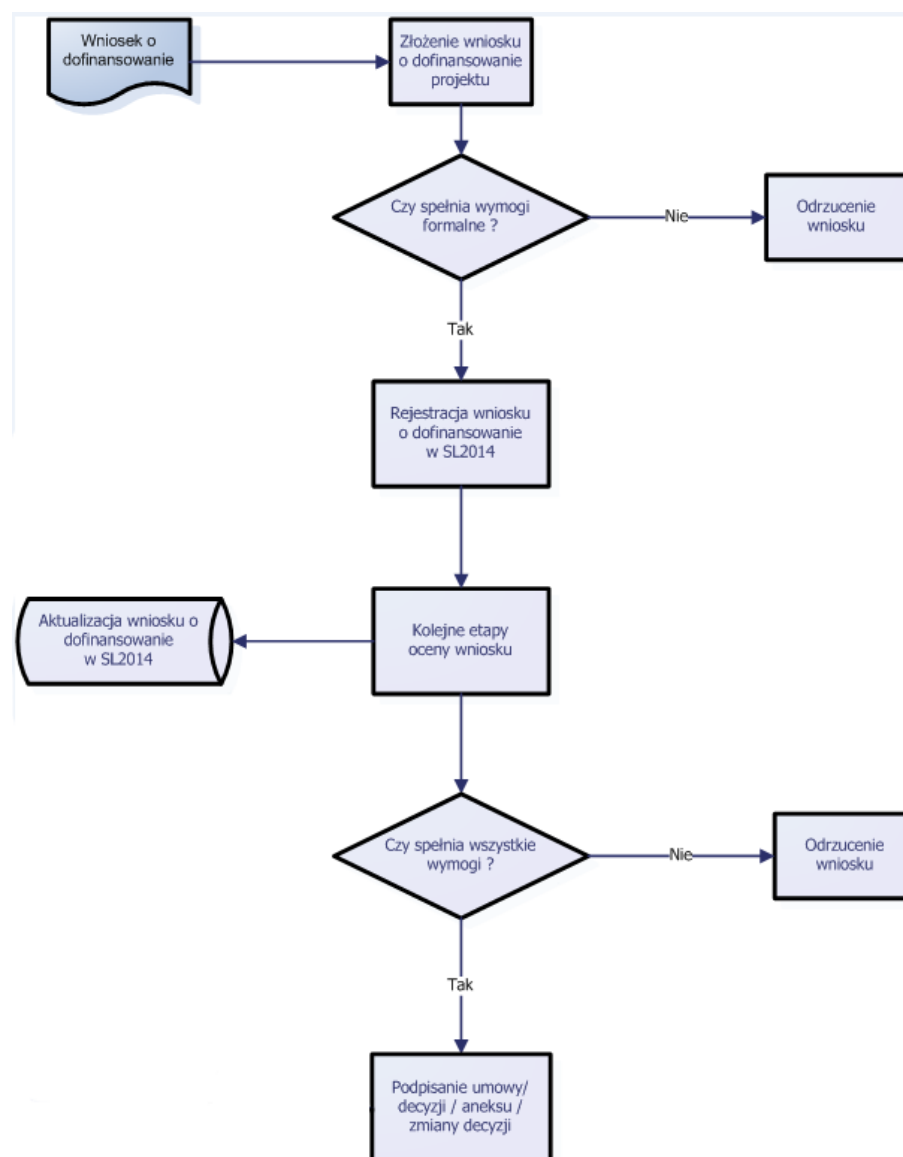 Wniosek o
dofinansowanie
Złożenie wniosku
o dofinansowanie
projektu
Czy spełnia wymogi
formalne ?
Nie
Odrzucenie
wniosku
Tak
Rejestracja wniosku
o dofinansowanie
w SL2014
Aktualizacja wniosku o
dofinansowanie
w SL2014
Kolejne etapy
oceny wniosku
Czy spełnia wszystkie
wymogi ?
Nie
Odrzucenie
wniosku
Tak
Podpisanie umowy/
decyzji / aneksu /
zmiany decyzji